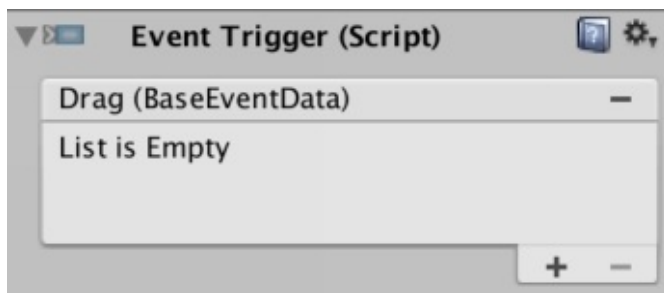 Event Trigger (Script)
Drag (BaseEventData)
List is Empty